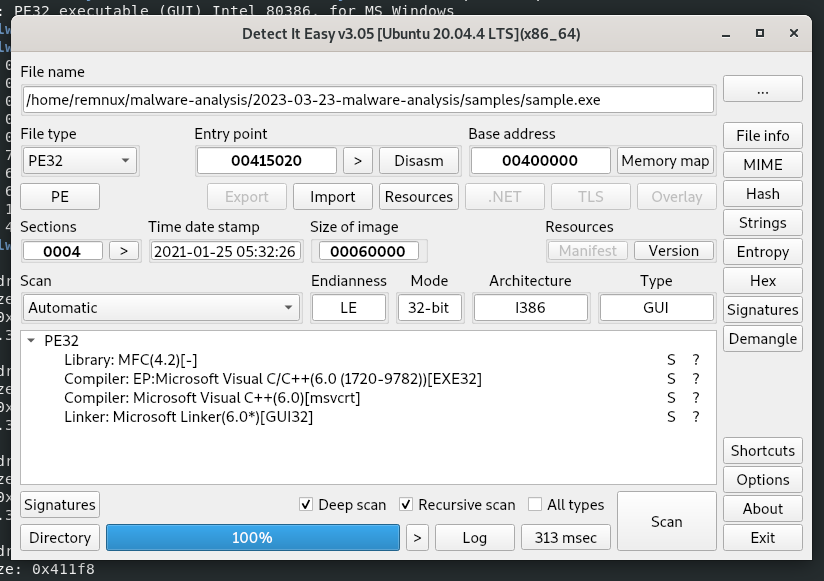 : PE32 executable (GUI) Intel 80386, for MS Windows
Detect It Easy v3.05 [Ubuntu 20.04.4 LTS](x86_64)
File name
/home/remnux/malware-analysis/2023-03-23-malware-analysis/samples/sample.exe
...
File type
Entry point
Base address
PE32
00415020
>
Disasm
00400000
Memory map
File info
MIME
Hash
Strings
Entropy
Hex
Signatures
Demangle
PE
Export
Import
Resources
.NET
TLS
Overlay
Sections
Time date stamp
Size of image
Resources
0004
>
2021-01-25 05:32:26
00060000
Manifest
Version
Scan
Endianness
Mode
Architecture
Type
Automatic
LE
32-bit
I386
GUI
PE32
Library: MFC(4.2)[-] S ?
Compiler: EP:Microsoft Visual C/C++(6.0 (1720-9782))[EXE32] S ?
Compiler: Microsoft Visual C++(6.0)[msvcrt] S ?
Linker: Microsoft Linker(6.0*)[GUI32] S ?
Shortcuts
Options
About
Exit
Signatures
Deep scan
Recursive scan
All types
Scan
Directory
100%
>
Log
313 msec
ze: 0x411f8